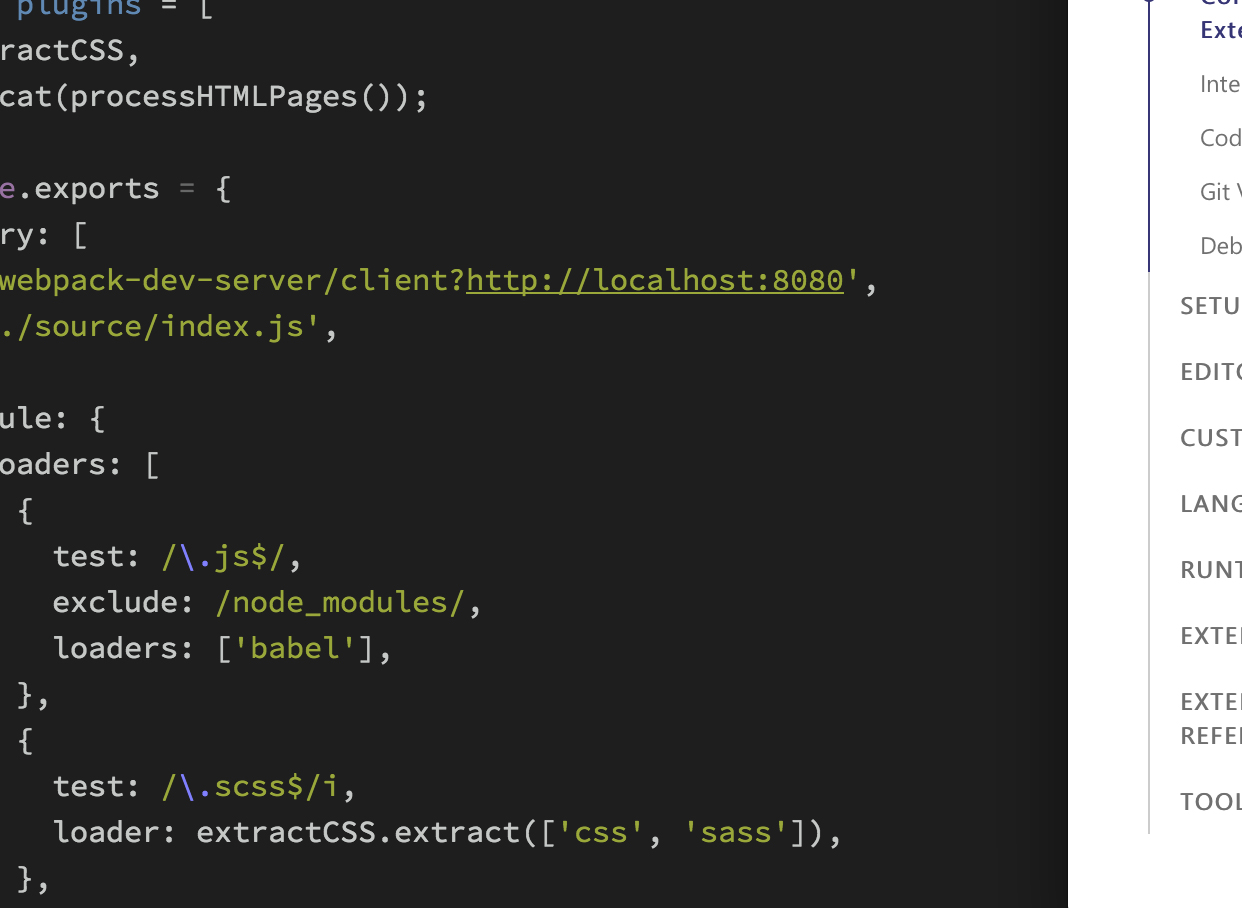 plugins = [
ractCSS,
cat(processHTMLPages());
e.exports = {
ry: [
webpack-dev-server/client?http://localhost:8080',
./source/index.js',
ule: {
oaders: [
{
test: /\.js$/,
exclude: /node_modules/,
loaders: ['babel'],
},
{
test: /\.scss$/i,
loader: extractCSS.extract(['css', 'sass']),
},
Exte
Inte
Cod
Git V
Deb
SETU
EDITO
CUST
LANG
RUNT
EXTE
EXTE
REFE
TOOL